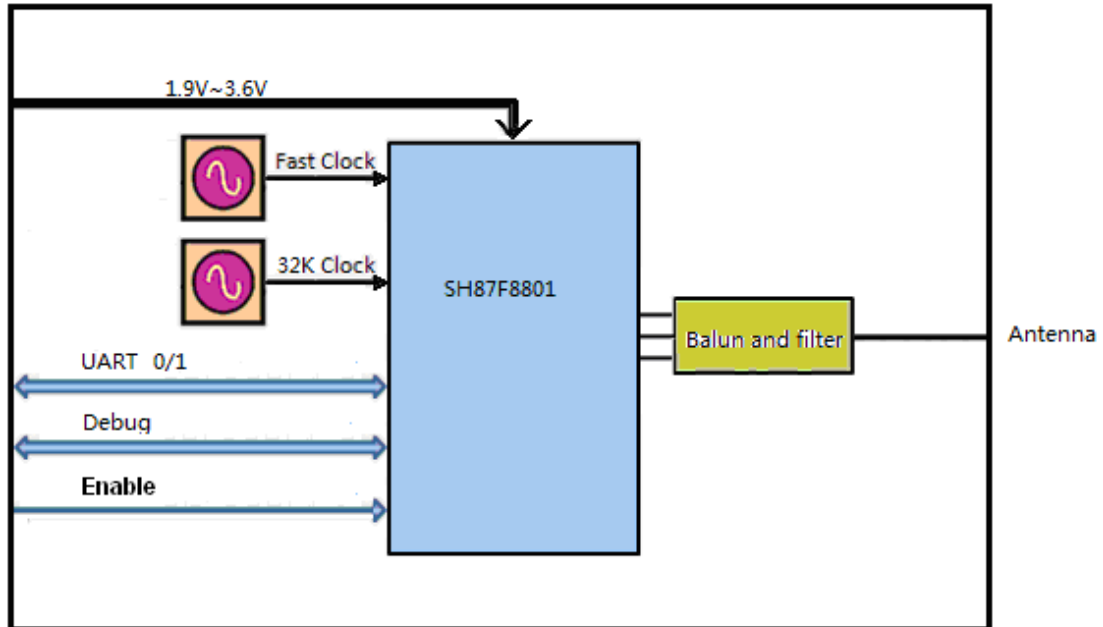 1.9V~3.6V
Fast Clock
32K Clock
SH87F8801
Balun and filter
Antenna
UART 0/1
Debug
Enable